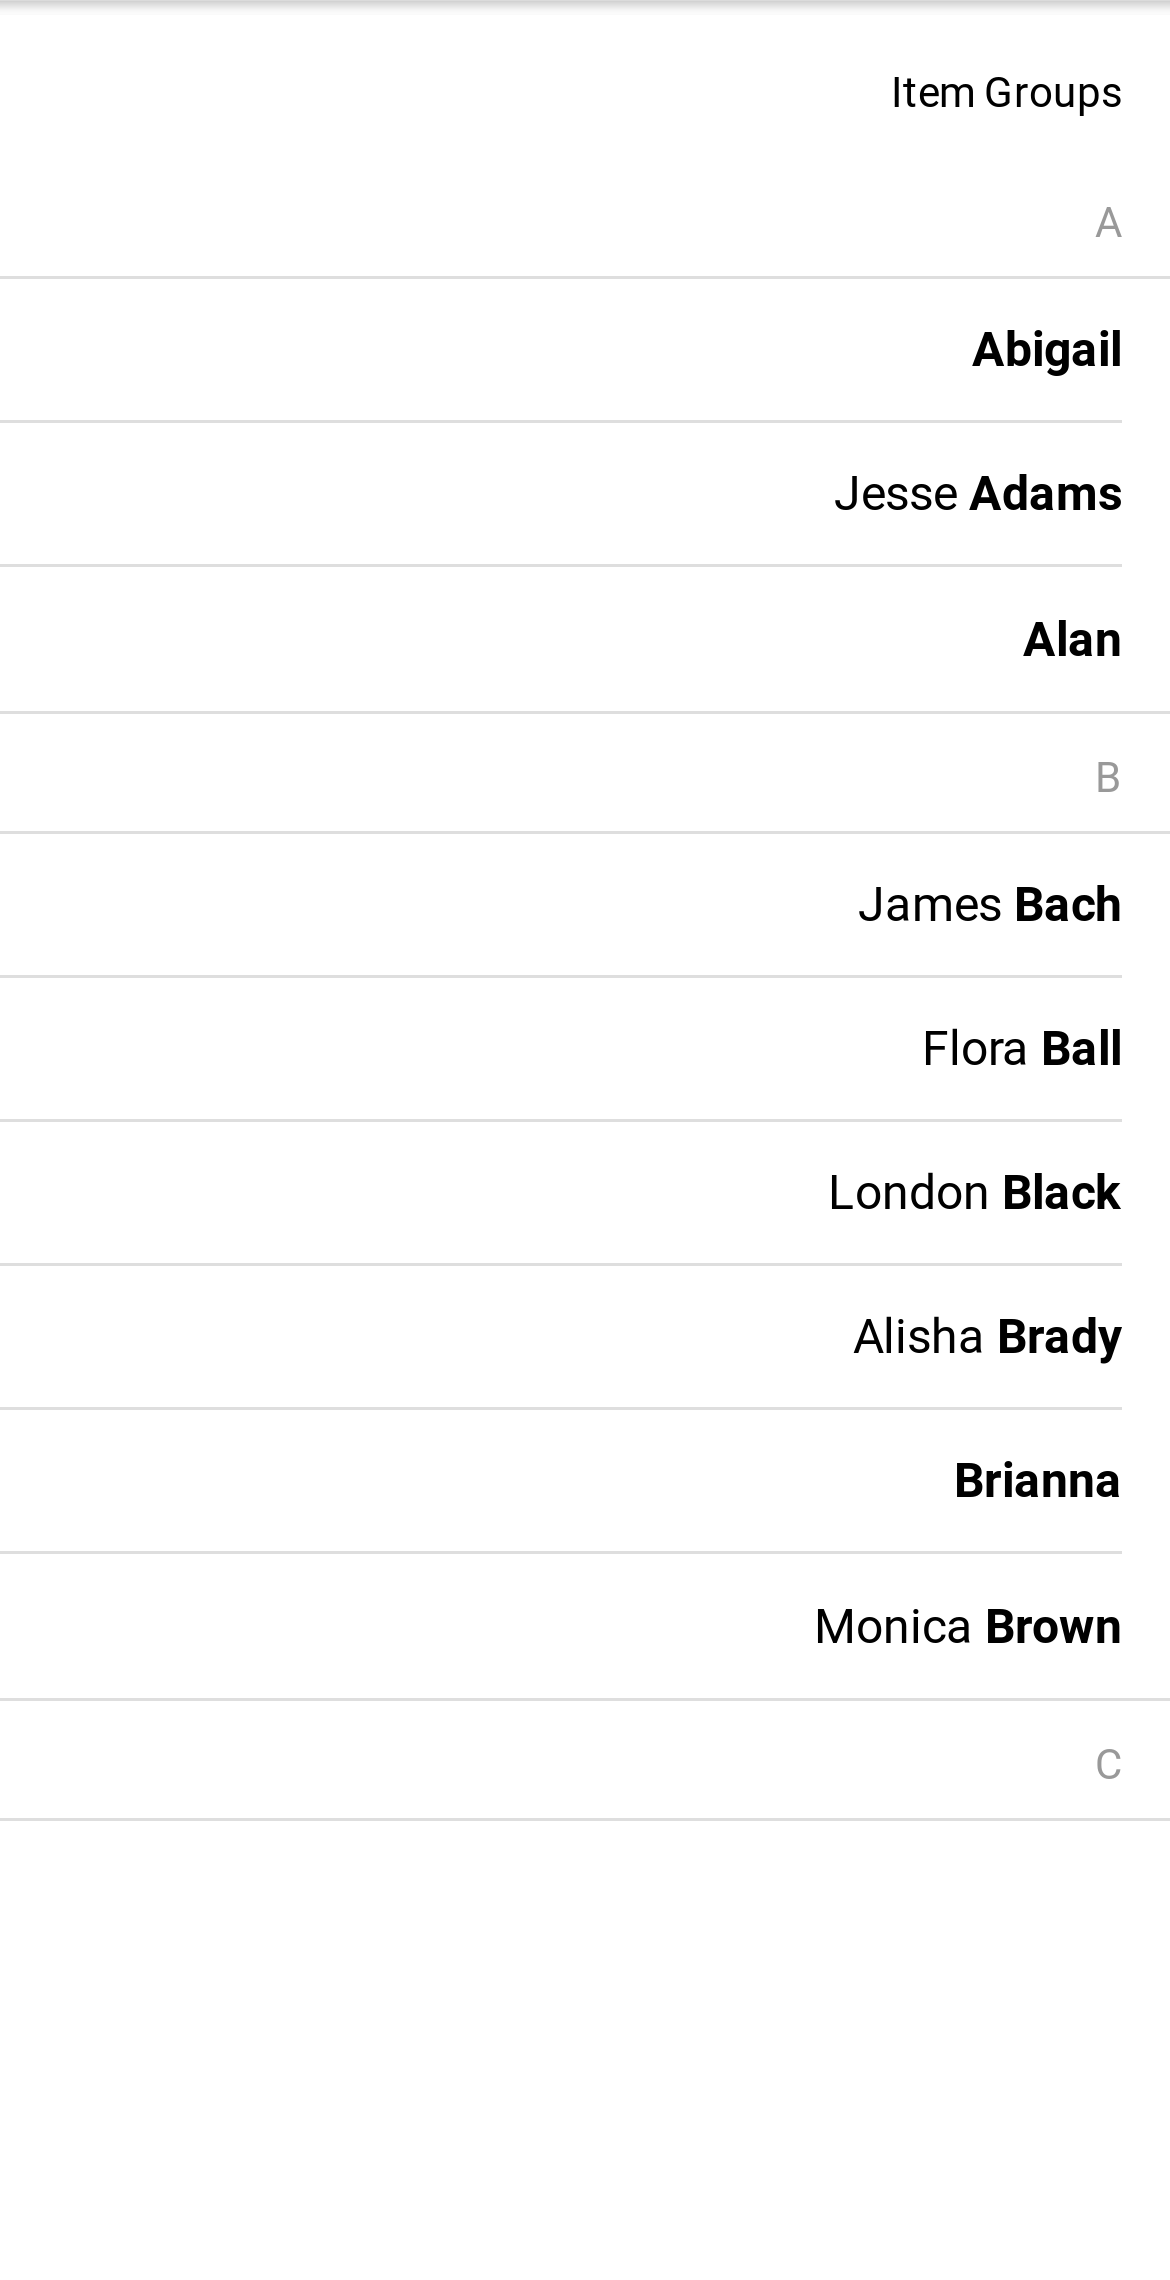 Item Groups
A
Abigail
Jesse Adams
Alan
B
James Bach
Flora Ball
London Black
Alisha Brady
Brianna
Monica Brown
C